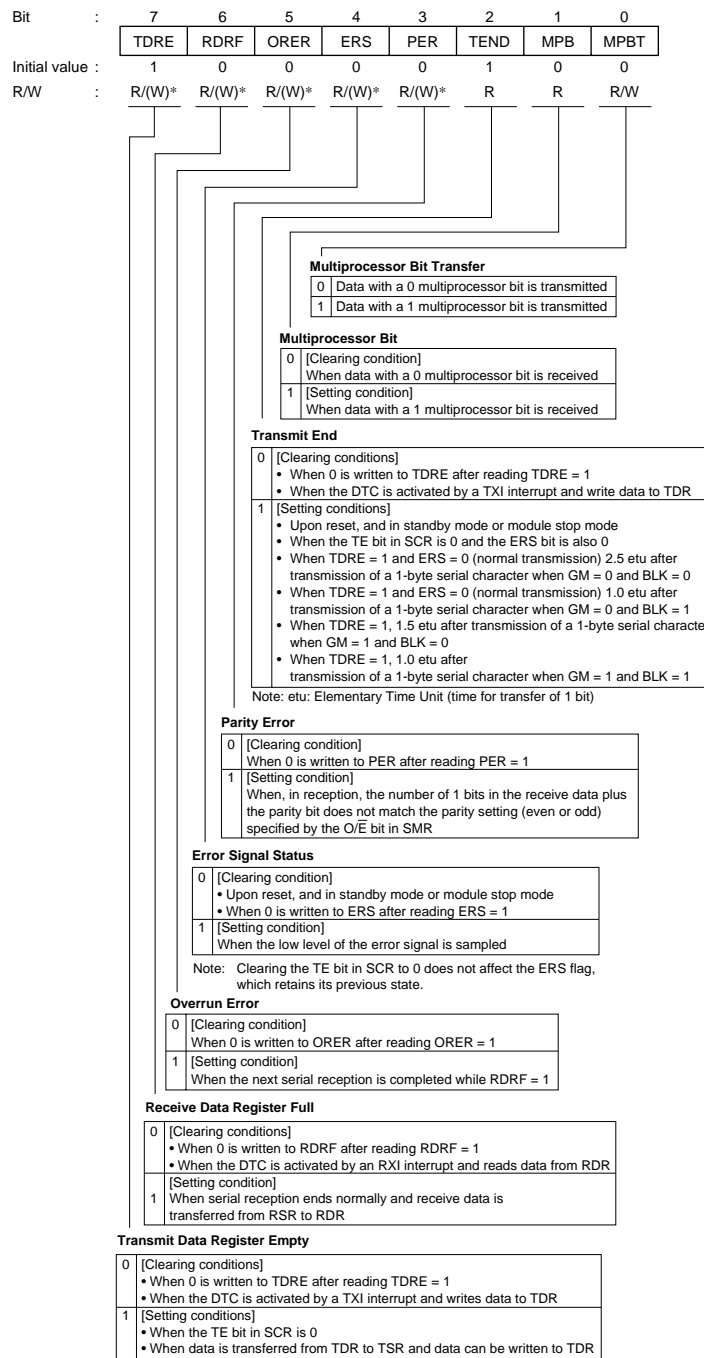 Bit : 7 6 5 4 3 2 1 0
TDRE RDRF ORER ERS PER TEND MPB MPBT
Initial value : 1 0 0 0 0 1 0 0
R/W : R/(W)* R/(W)* R/(W)* R/(W)* R/(W)* R R R/W
Multiprocessor Bit Transfer
0 Data with a 0 multiprocessor bit is transmitted
1 Data with a 1 multiprocessor bit is transmitted
Multiprocessor Bit
0 [Clearing condition]
When data with a 0 multiprocessor bit is received
1 [Setting condition]
When data with a 1 multiprocessor bit is received
Transmit End
0 [Clearing conditions]
• When 0 is written to TDRE after reading TDRE = 1
• When the DTC is activated by a TXI interrupt and write data to TDR
1 [Setting conditions]
• Upon reset, and in standby mode or module stop mode
• When the TE bit in SCR is 0 and the ERS bit is also 0
• When TDRE = 1 and ERS = 0 (normal transmission) 2.5 etu after
transmission of a 1-byte serial character when GM = 0 and BLK = 0
• When TDRE = 1 and ERS = 0 (normal transmission) 1.0 etu after
transmission of a 1-byte serial character when GM = 0 and BLK = 1
• When TDRE = 1, 1.5 etu after transmission of a 1-byte serial characte
when GM = 1 and BLK = 0
• When TDRE = 1, 1.0 etu after
transmission of a 1-byte serial character when GM = 1 and BLK = 1
Note: etu: Elementary Time Unit (time for transfer of 1 bit)
Parity Error
0 [Clearing condition]
When 0 is written to PER after reading PER = 1
1 [Setting condition]
When, in reception, the number of 1 bits in the receive data plus
the parity bit does not match the parity setting (even or odd)
specified by the O/E̅ bit in SMR
Error Signal Status
0 [Clearing condition]
• Upon reset, and in standby mode or module stop mode
• When 0 is written to ERS after reading ERS = 1
1 [Setting condition]
When the low level of the error signal is sampled
Note: Clearing the TE bit in SCR to 0 does not affect the ERS flag,
which retains its previous state.
Overrun Error
0 [Clearing condition]
When 0 is written to ORER after reading ORER = 1
1 [Setting condition]
When the next serial reception is completed while RDRF = 1
Receive Data Register Full
0 [Clearing conditions]
• When 0 is written to RDRF after reading RDRF = 1
• When the DTC is activated by an RXI interrupt and reads data from RDR
[Setting condition]
1 When serial reception ends normally and receive data is
transferred from RSR to RDR
Transmit Data Register Empty
0 [Clearing conditions]
• When 0 is written to TDRE after reading TDRE = 1
• When the DTC is activated by a TXI interrupt and writes data to TDR
1 [Setting conditions]
• When the TE bit in SCR is 0
• When data is transferred from TDR to TSR and data can be written to TDR